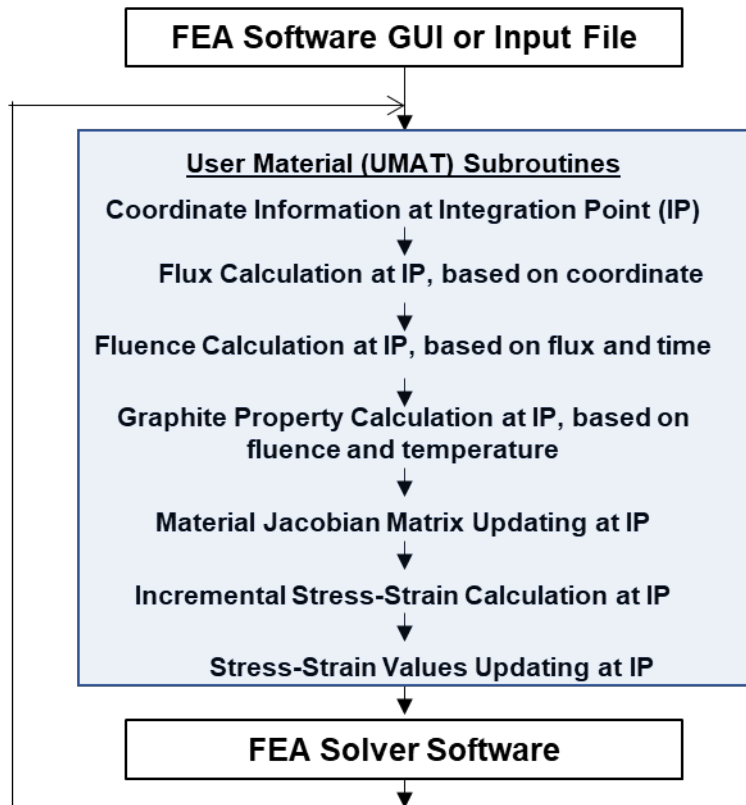 FEA Software GUI or Input File
User Material (UMAT) Subroutines
Coordinate Information at Integration Point (IP)
Flux Calculation at IP, based on coordinate
Fluence Calculation at IP, based on flux and time
Graphite Property Calculation at IP, based on
fluence and temperature
Material Jacobian Matrix Updating at IP
Incremental Stress-Strain Calculation at IP
Stress-Strain Values Updating at IP
FEA Solver Software